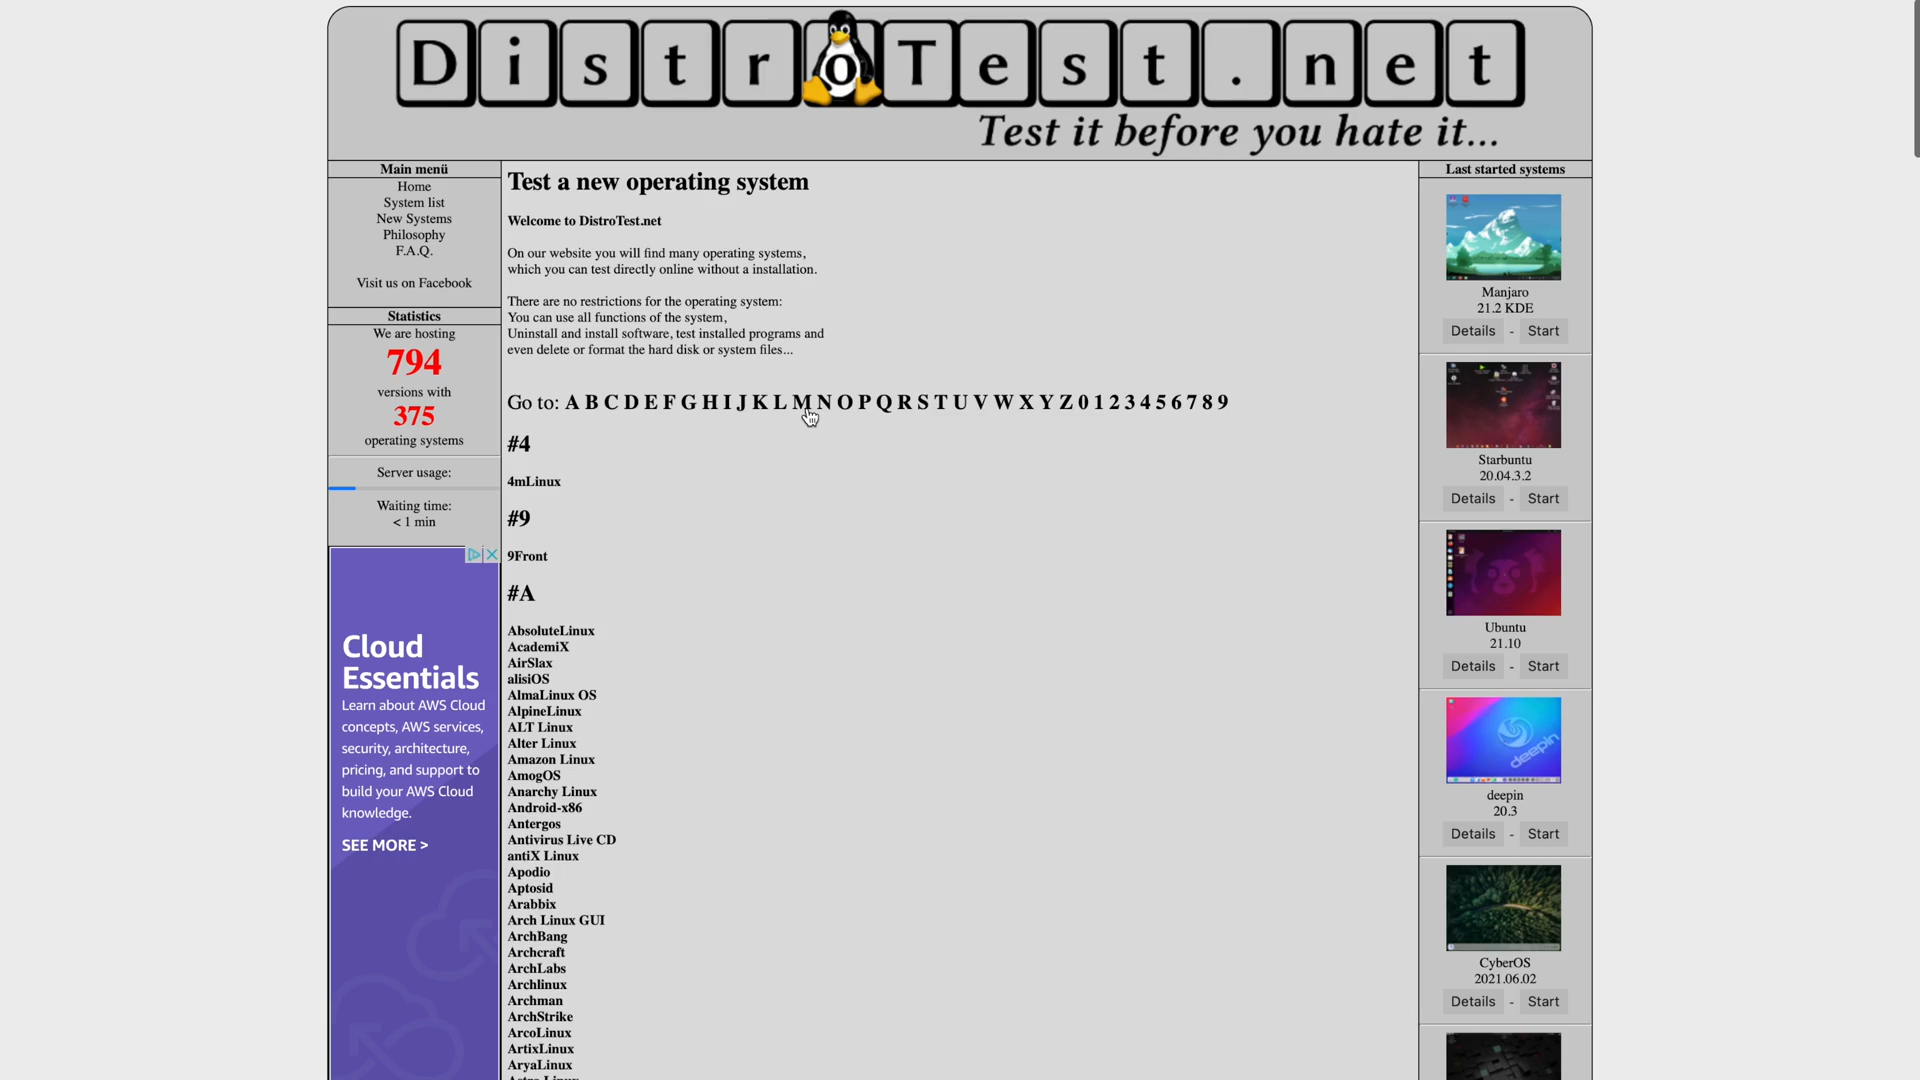 DistroTest.net
Test it before you hate it...
Main menü
Home
System list
New Systems
Philosophy
F.A.Q.
Visit us on Facebook
Statistics
We are hosting
794
versions with
375
operating systems
Server usage:
Waiting time:
< 1 min
Cloud
Essentials
Learn about AWS Cloud
concepts, AWS services,
security, architecture,
pricing, and support to
build your AWS Cloud
knowledge.
SEE MORE >
Test a new operating system
Welcome to DistroTest.net
On our website you will find many operating systems,
which you can test directly online without a installation.
There are no restrictions for the operating system:
You can use all functions of the system,
Uninstall and install software, test installed programs and
even delete or format the hard disk or system files...
Go to: A B C D E F G H I J K L M N O P Q R S T U V W X Y Z 0 1 2 3 4 5 6 7 8 9
#4
4mLinux
#9
9Front
#A
AbsoluteLinux
AcademiX
AirSlax
alisiOS
AlmaLinux OS
AlpineLinux
ALT Linux
Alter Linux
Amazon Linux
AmogOS
Anarchy Linux
Android-x86
Antergos
Antivirus Live CD
antiX Linux
Apodio
Aptosid
Arabbix
Arch Linux GUI
ArchBang
Archcraft
ArchLabs
Archlinux
Archman
ArchStrike
ArcoLinux
ArtixLinux
AryaLinux
Last started systems
Manjaro
21.2 KDE
Details - Start
Starbuntu
20.04.3.2
Details - Start
Ubuntu
21.10
Details - Start
deepin
deepin
20.3
Details - Start
CyberOS
2021.06.02
Details - Start